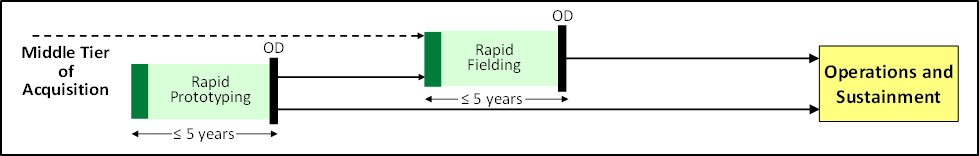 Middle Tier
of
Acquisition
OD
Rapid
Prototyping
≤ 5 years
OD
Rapid
Fielding
≤ 5 years
Operations and
Sustainment